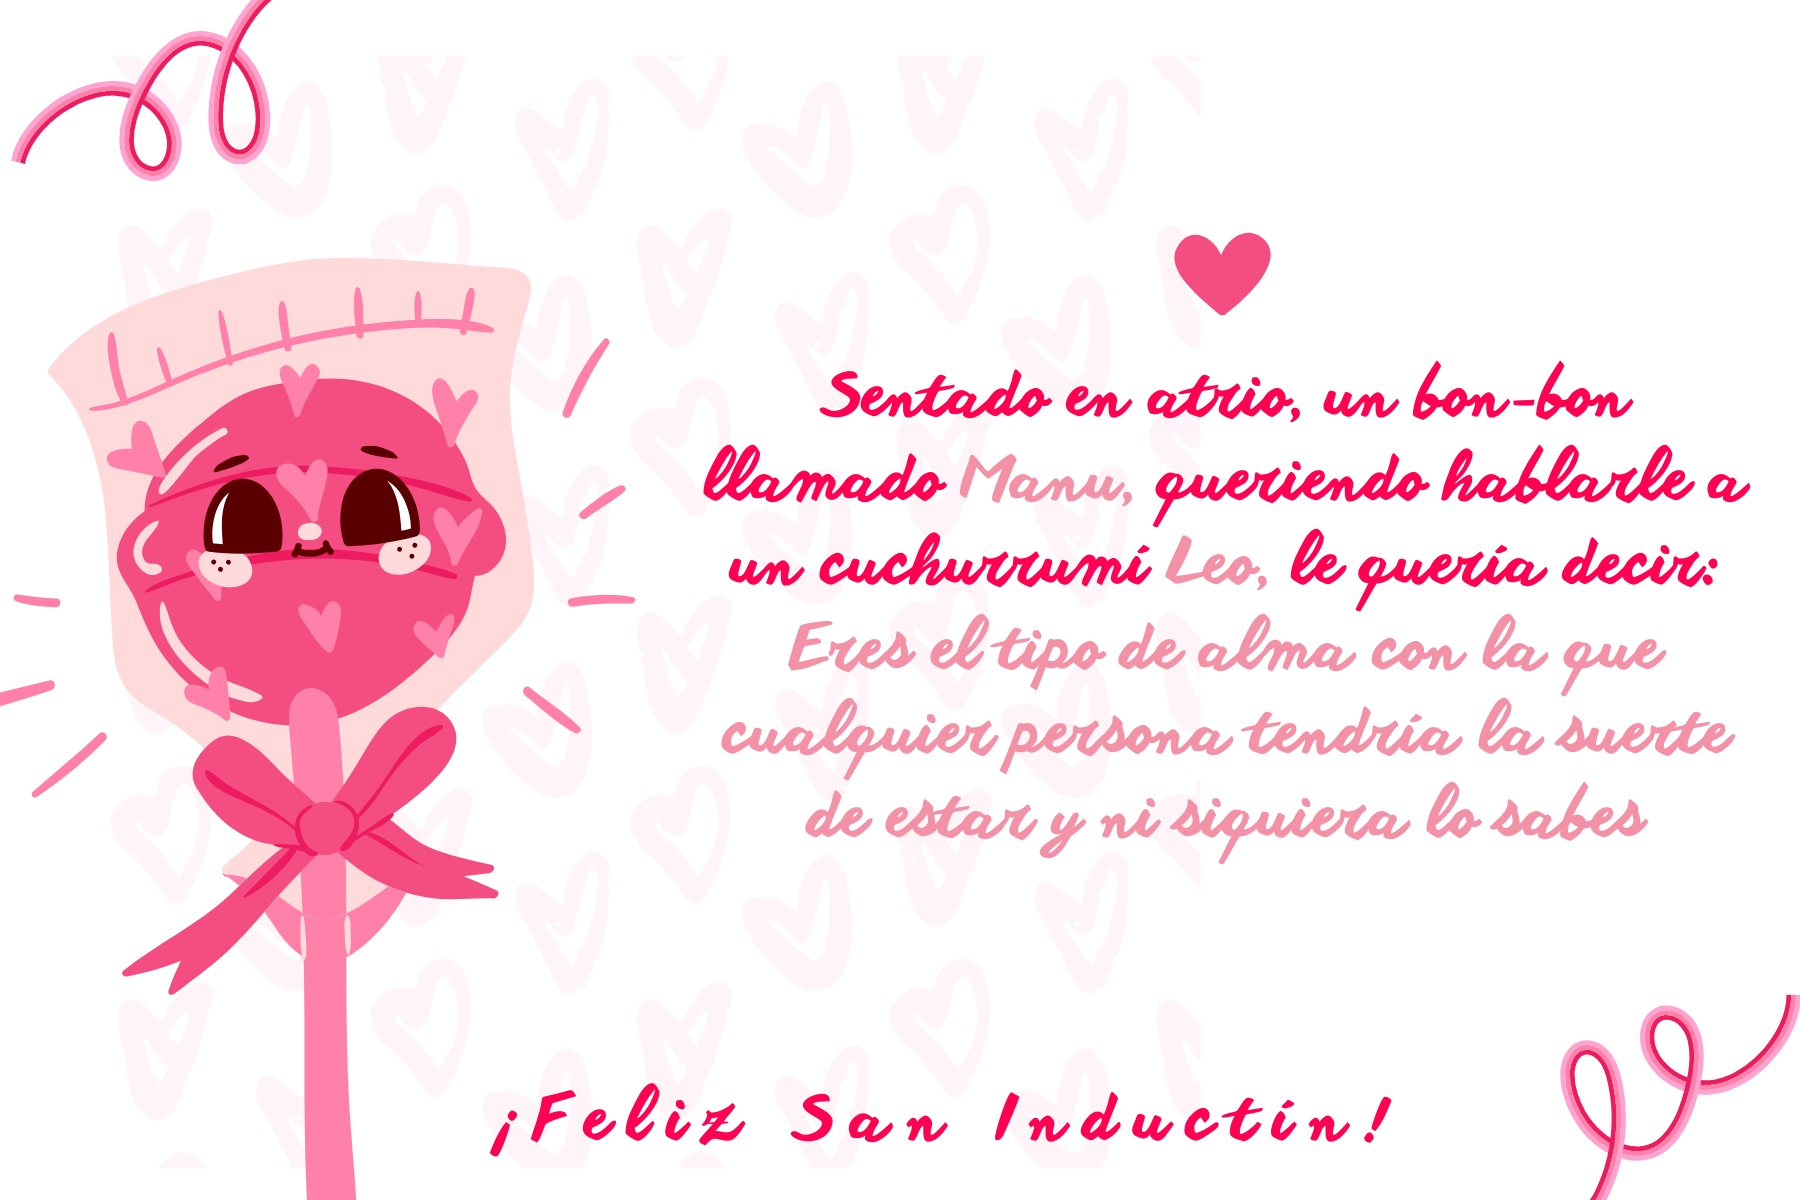 Sentado en atrio, un bon-bon
llamado Manu, queriendo hablarle a
un cuchurrumí Leo, le quería decir:
Eres el tipo de alma con la que
cualquier persona tendría la suerte
de estar y ni siquiera lo sabes
¡Feliz San Inductín!